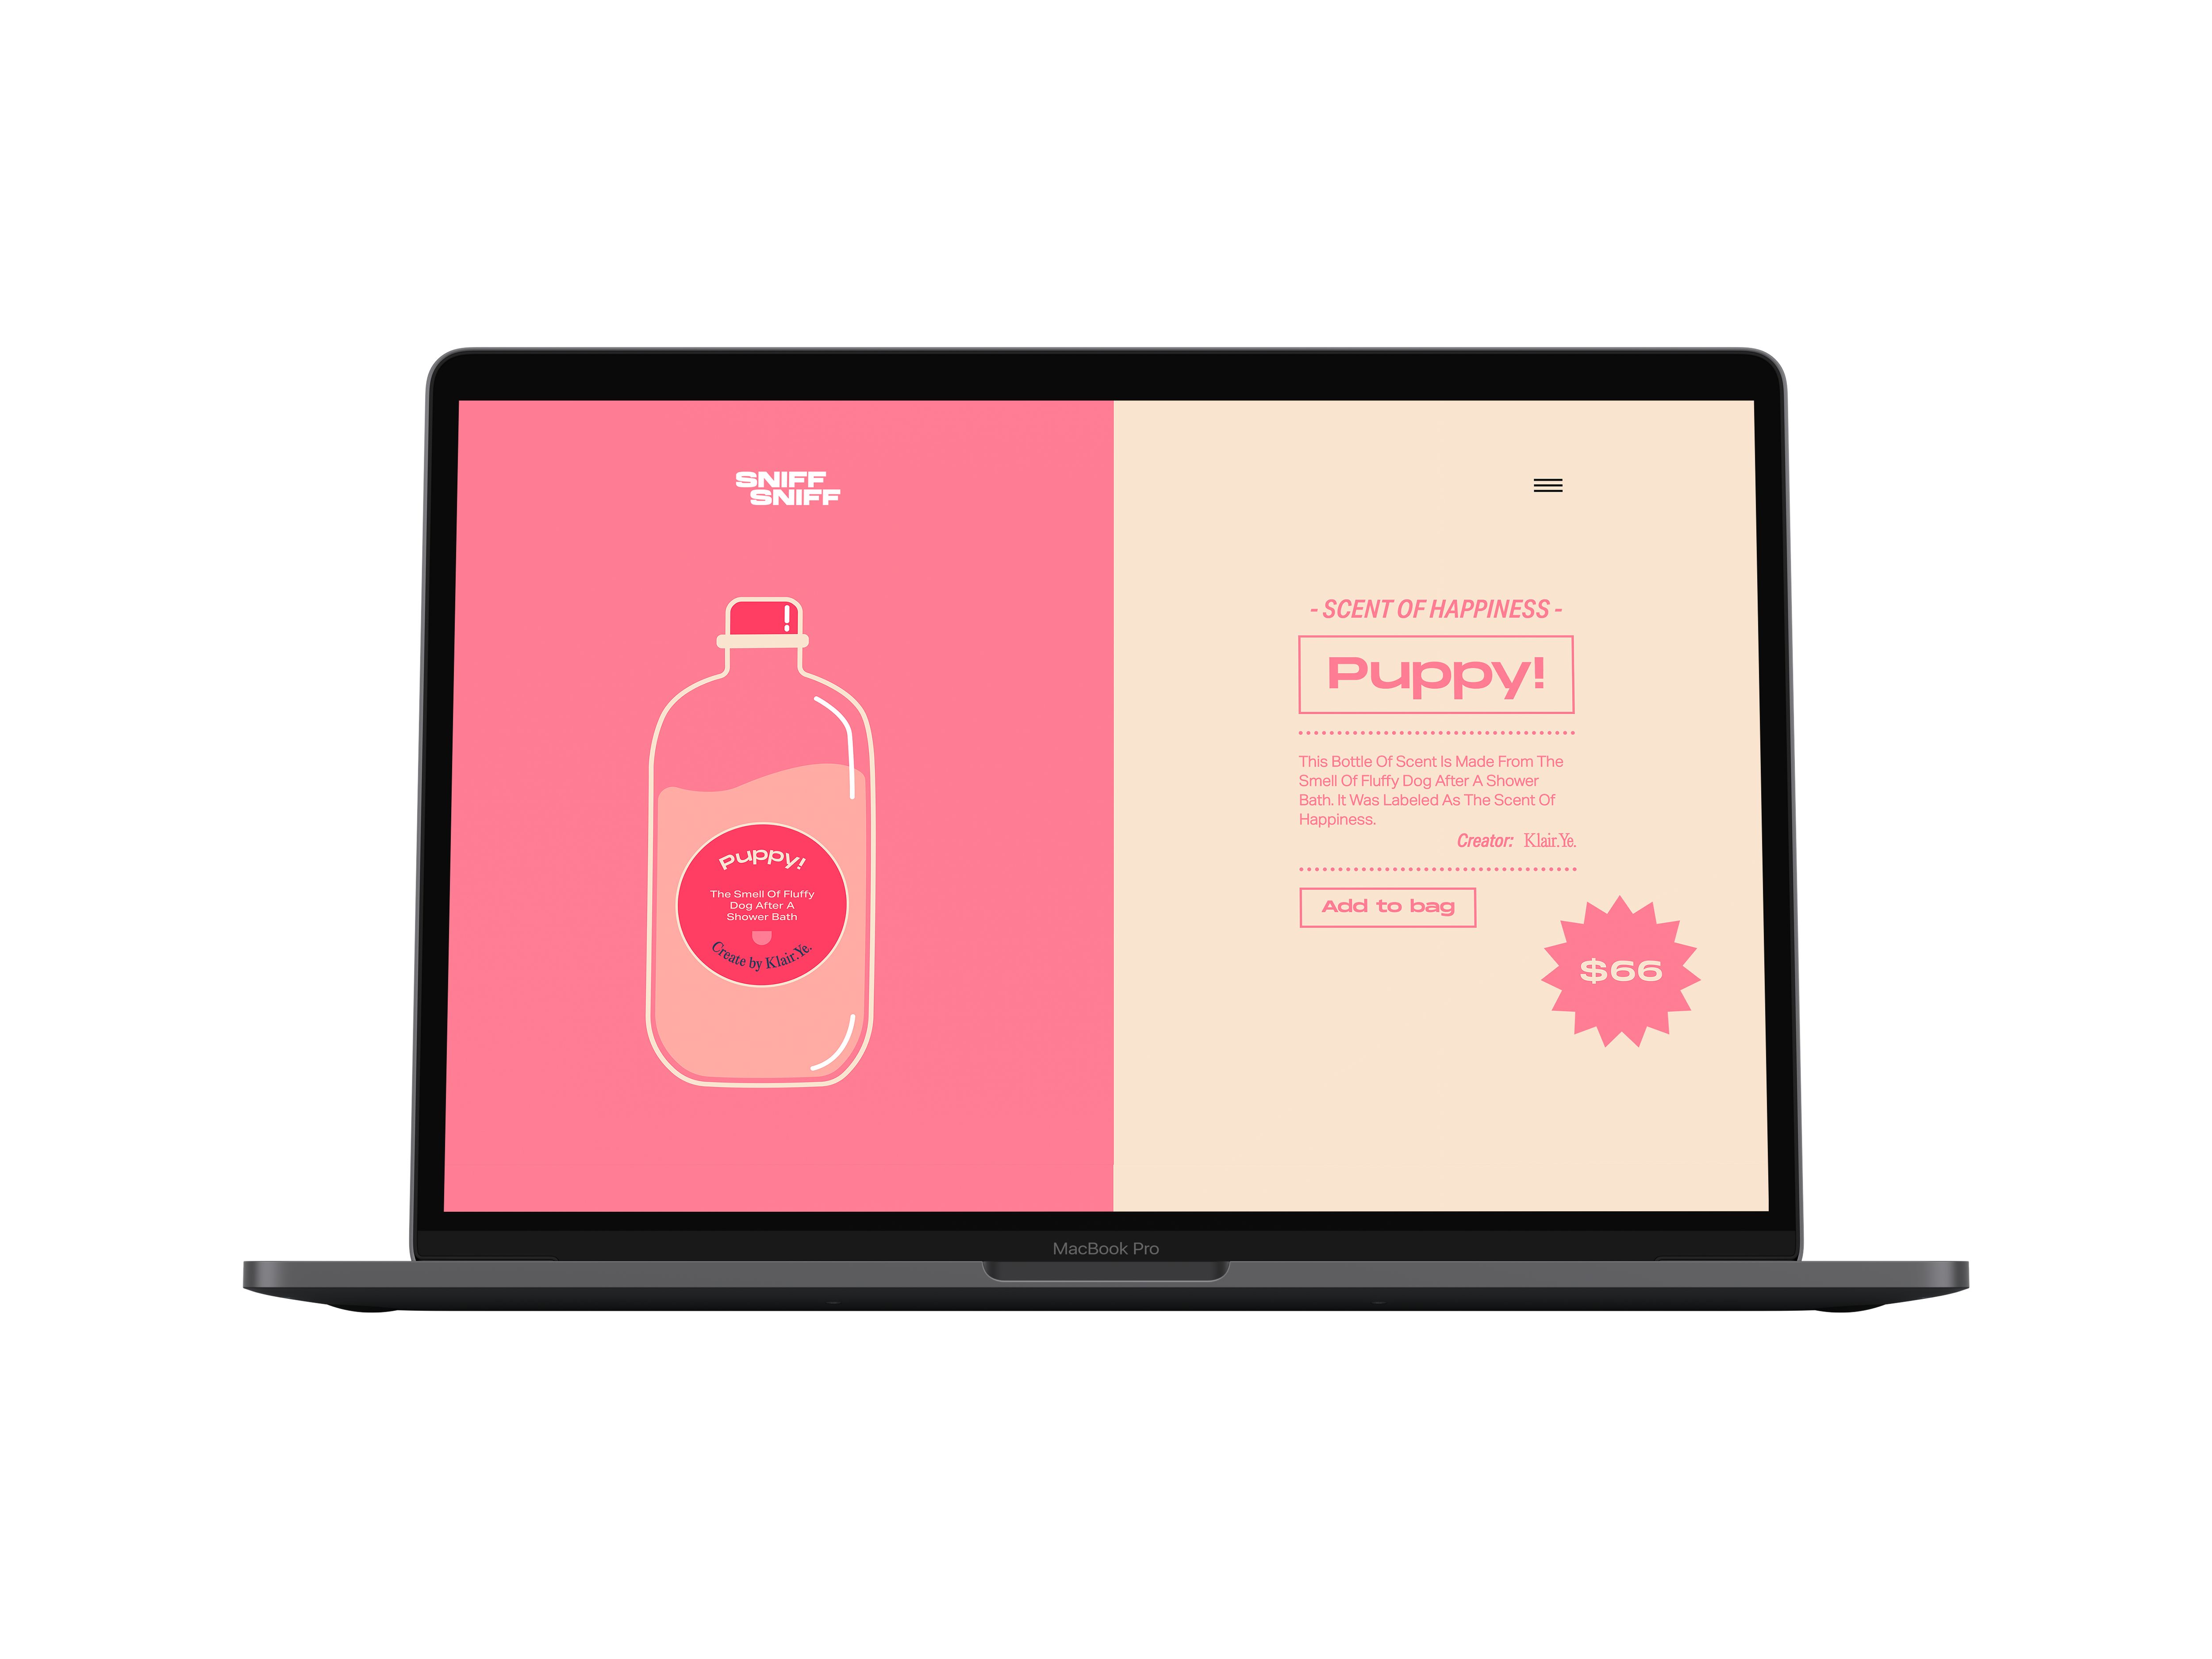 SNIFF
SNIFF
!
Puppy!
The Smell Of Fluffy
Dog After A
Shower Bath
Create by Klair.Ye.
- SCENT OF HAPPINESS -
Puppy!
This Bottle Of Scent Is Made From The
Smell Of Fluffy Dog After A Shower
Bath. It Was Labeled As The Scent Of
Happiness.
Creator: Klair.Ye.
Add to bag
$66
MacBook Pro